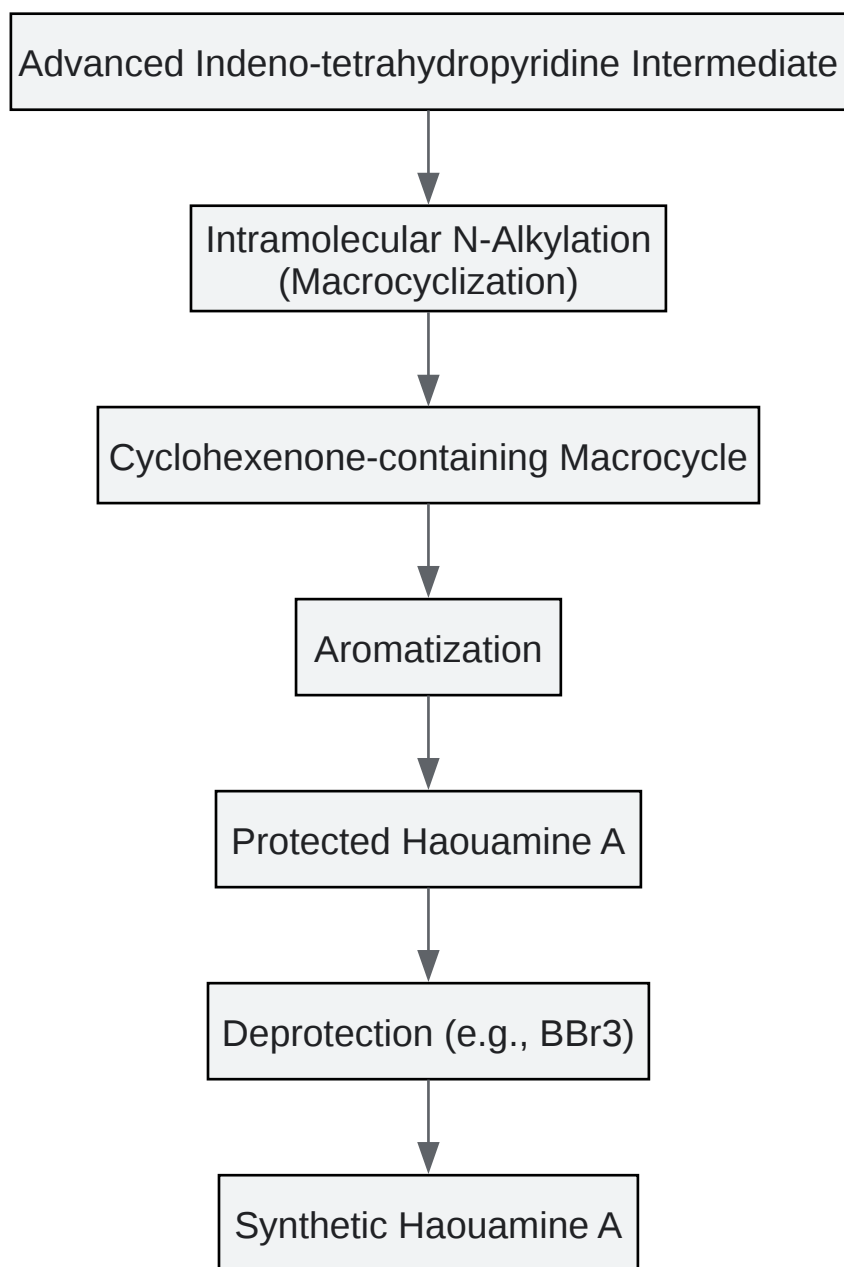 Advanced Indeno-tetrahydropyridine Intermediate
Intramolecular N-Alkylation
(Macrocyclization)
Cyclohexenone-containing Macrocycle
Aromatization
Protected Haouamine A
Deprotection (e.g., BBr3)
Synthetic Haouamine A